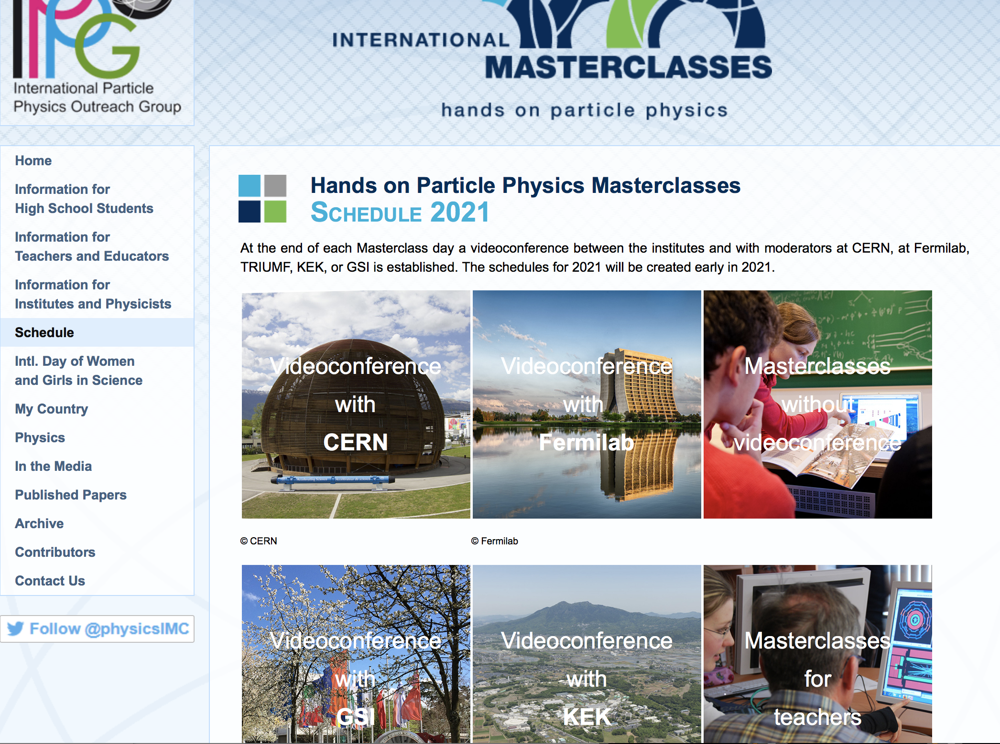 IPPG
International Particle
Physics Outreach Group
INTERNATIONAL
MASTERCLASSES
hands on particle physics
Home
Information for
High School Students
Information for
Teachers and Educators
Information for
Institutes and Physicists
Schedule
Intl. Day of Women
and Girls in Science
My Country
Physics
In the Media
Published Papers
Archive
Contributors
Contact Us
Follow @physicsIMC
Hands on Particle Physics Masterclasses
SCHEDULE 2021
At the end of each Masterclass day a videoconference between the institutes and with moderators at CERN, at Fermilab,
TRIUMF, KEK, or GSI is established. The schedules for 2021 will be created early in 2021.
Videoconference
with
CERN
Accelerating Science Accélérateur de science
Videoconference
with
Fermilab
Masterclasses
without
videoconference
© CERN
© Fermilab
Videoconference
with
GSI
Videoconference
with
KEK
Masterclasses
for
teachers